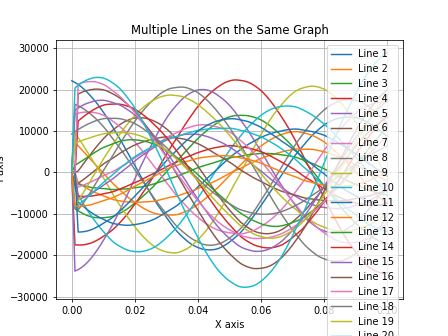 Multiple Lines on the Same Graph
30000
20000
10000
0
−10000
−20000
−30000
0.00
0.02
0.04
0.06
0.08
X axis
Line 1
Line 2
Line 3
Line 4
Line 5
Line 6
Line 7
Line 8
Line 9
Line 10
Line 11
Line 12
Line 13
Line 14
Line 15
Line 16
Line 17
Line 18
Line 19
Line 20